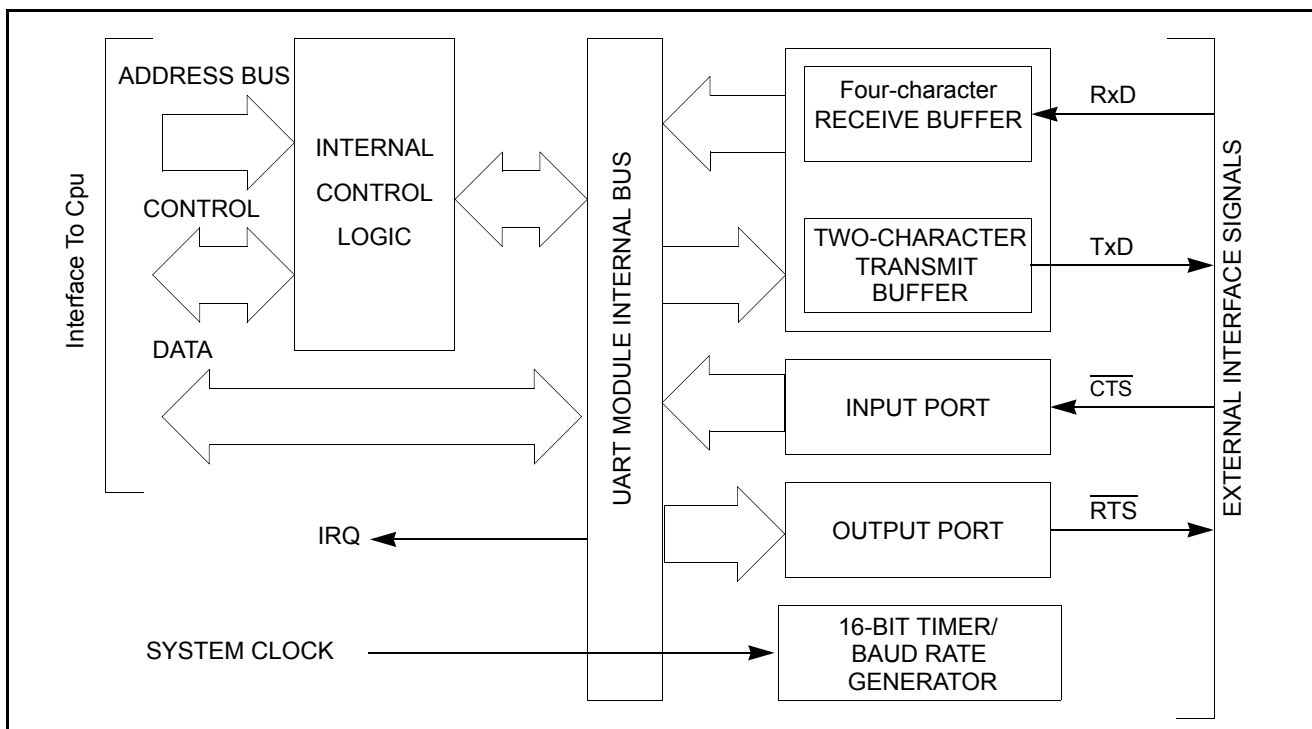 Interface To Cpu
ADDRESS BUS
CONTROL
DATA
INTERNAL
CONTROL
LOGIC
IRQ
SYSTEM CLOCK
UART MODULE INTERNAL BUS
Four-character
RECEIVE BUFFER
TWO-CHARACTER
TRANSMIT
BUFFER
INPUT PORT
OUTPUT PORT
16-BIT TIMER/
BAUD RATE
GENERATOR
RxD
TxD
C̅T̅S̅
R̅T̅S̅
EXTERNAL INTERFACE SIGNALS